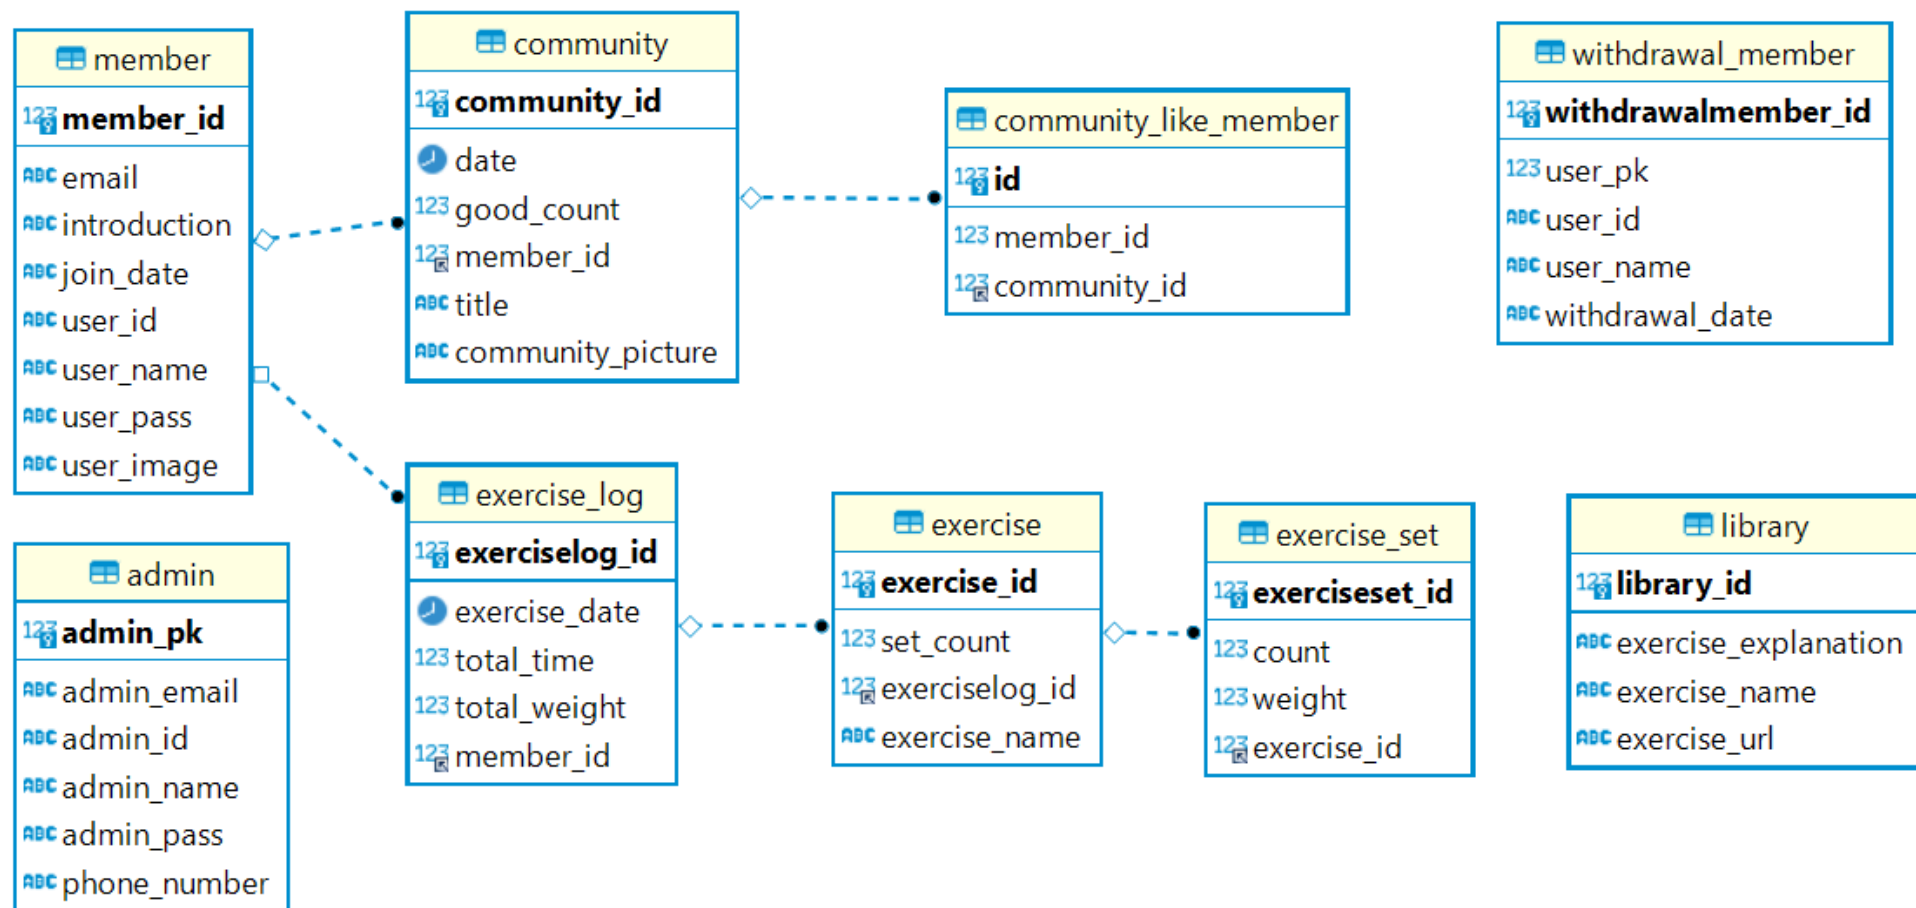 member
member_id
email
introduction
join_date
user_id
user_name
user_pass
user_image
community
community_id
date
good_count
member_id
title
community_picture
community_like_member
id
member_id
community_id
withdrawal_member
withdrawalmember_id
user_pk
user_id
user_name
withdrawal_date
admin
admin_pk
admin_email
admin_id
admin_name
admin_pass
phone_number
exercise_log
exerciselog_id
exercise_date
total_time
total_weight
member_id
exercise
exercise_id
set_count
exerciselog_id
exercise_name
exercise_set
exerciseset_id
count
weight
exercise_id
library
library_id
exercise_explanation
exercise_name
exercise_url